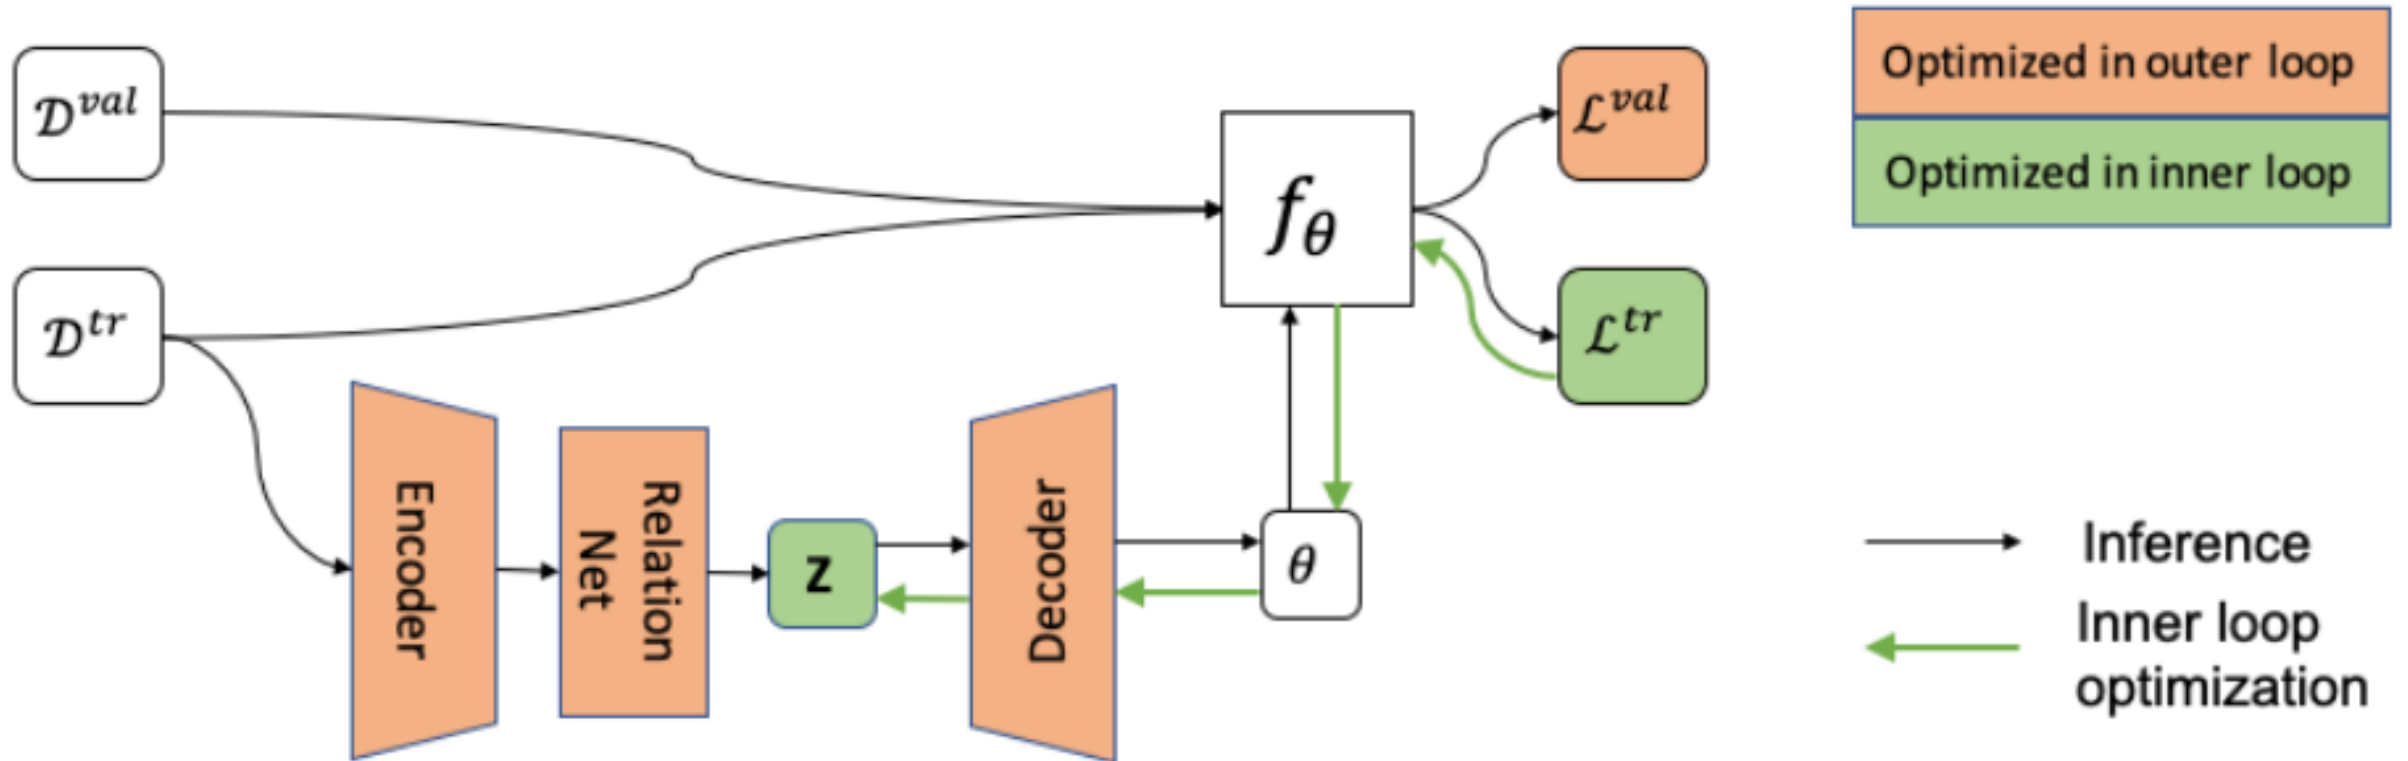 𝒟^val
𝒟^tr
Encoder
Relation
Net
z
Decoder
θ
f_θ
ℒ^val
ℒ^tr
Optimized in outer loop
Optimized in inner loop
Inference
Inner loop
optimization